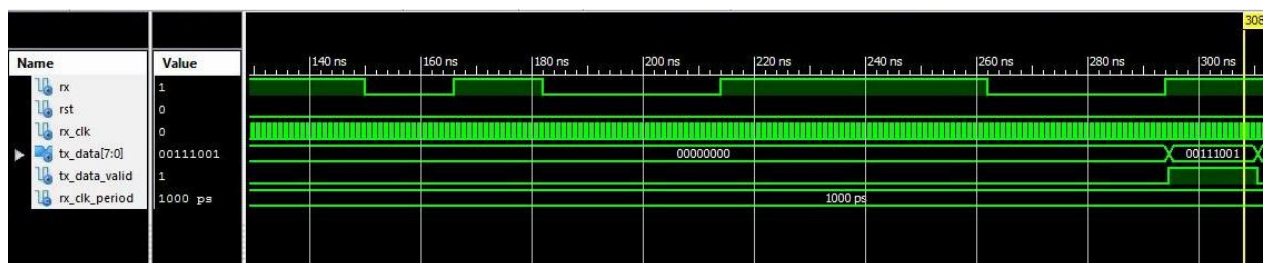 308
Name Value 140 ns 160 ns 180 ns 200 ns 220 ns 240 ns 260 ns 280 ns 300 ns
rx 1
rst 0
rx_clk 0
tx_data[7:0] 00111001 00000000 00111001
tx_data_valid 1
rx_clk_period 1000 ps 1000 ps